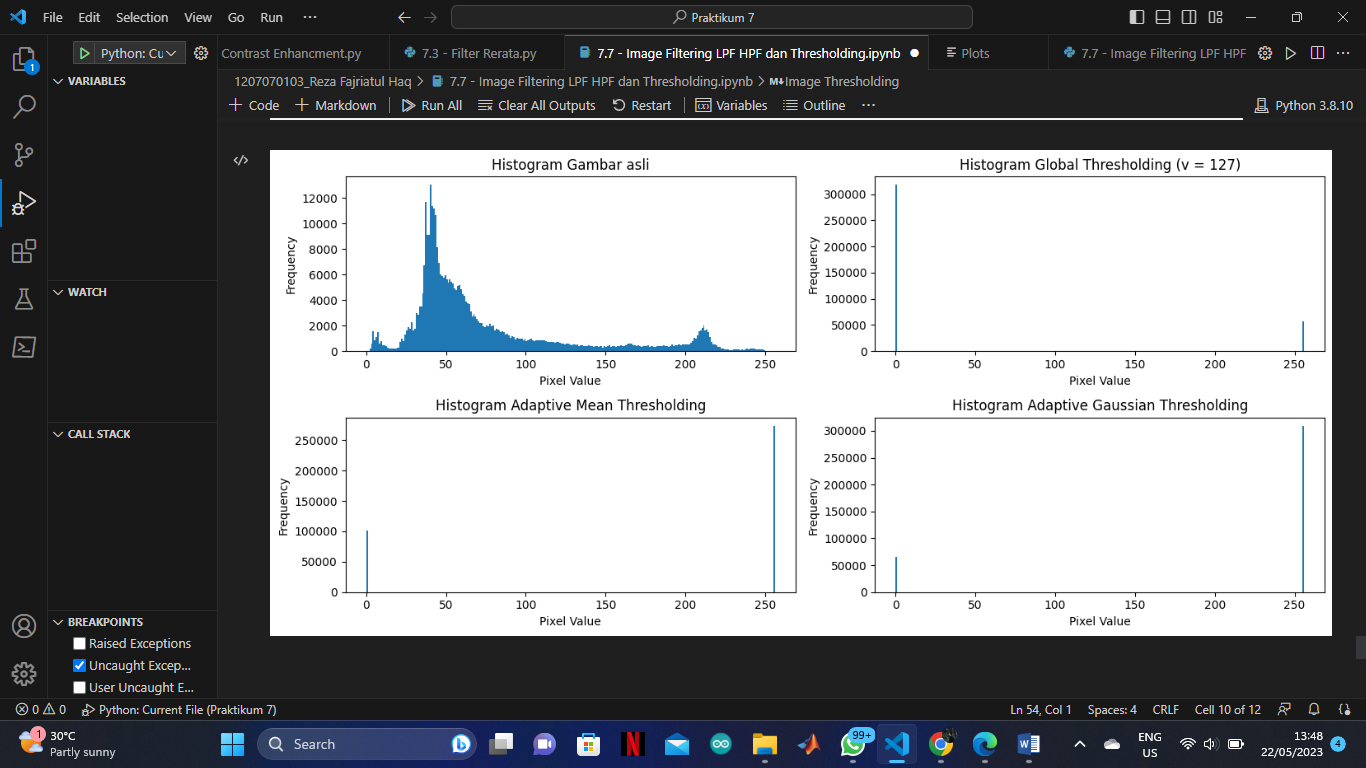 File Edit Selection View Go Run ··· Praktikum 7
Python: Cu Contrast Enhancment.py 7.3 - Filter Rerata.py 7.7 - Image Filtering LPF HPF dan Thresholding.ipynb Plots 7.7 - Image Filtering LPF HPF ···
1
VARIABLES
1207070103_Reza Fajriatul Haq > 7.7 - Image Filtering LPF HPF dan Thresholding.ipynb > M↓Image Thresholding
+ Code + Markdown Run All Clear All Outputs Restart Variables Outline ··· Python 3.8.10
WATCH
CALL STACK
BREAKPOINTS
Raised Exceptions
Uncaught Excep...
User Uncaught E...
Histogram Gambar asli
Frequency
12000
10000
8000
6000
4000
2000
0
0 50 100 150 200 250
Pixel Value
Histogram Global Thresholding (v = 127)
Frequency
300000
250000
200000
150000
100000
50000
0
0 50 100 150 200 250
Pixel Value
Histogram Adaptive Mean Thresholding
Frequency
250000
200000
150000
100000
50000
0
0 50 100 150 200 250
Pixel Value
Histogram Adaptive Gaussian Thresholding
Frequency
300000
250000
200000
150000
100000
50000
0
0 50 100 150 200 250
Pixel Value
0 0 Python: Current File (Praktikum 7) Ln 54, Col 1 Spaces: 4 CRLF Cell 10 of 12
1
30°C
Partly sunny
Search
99+
ENG
US
13:48
22/05/2023
4